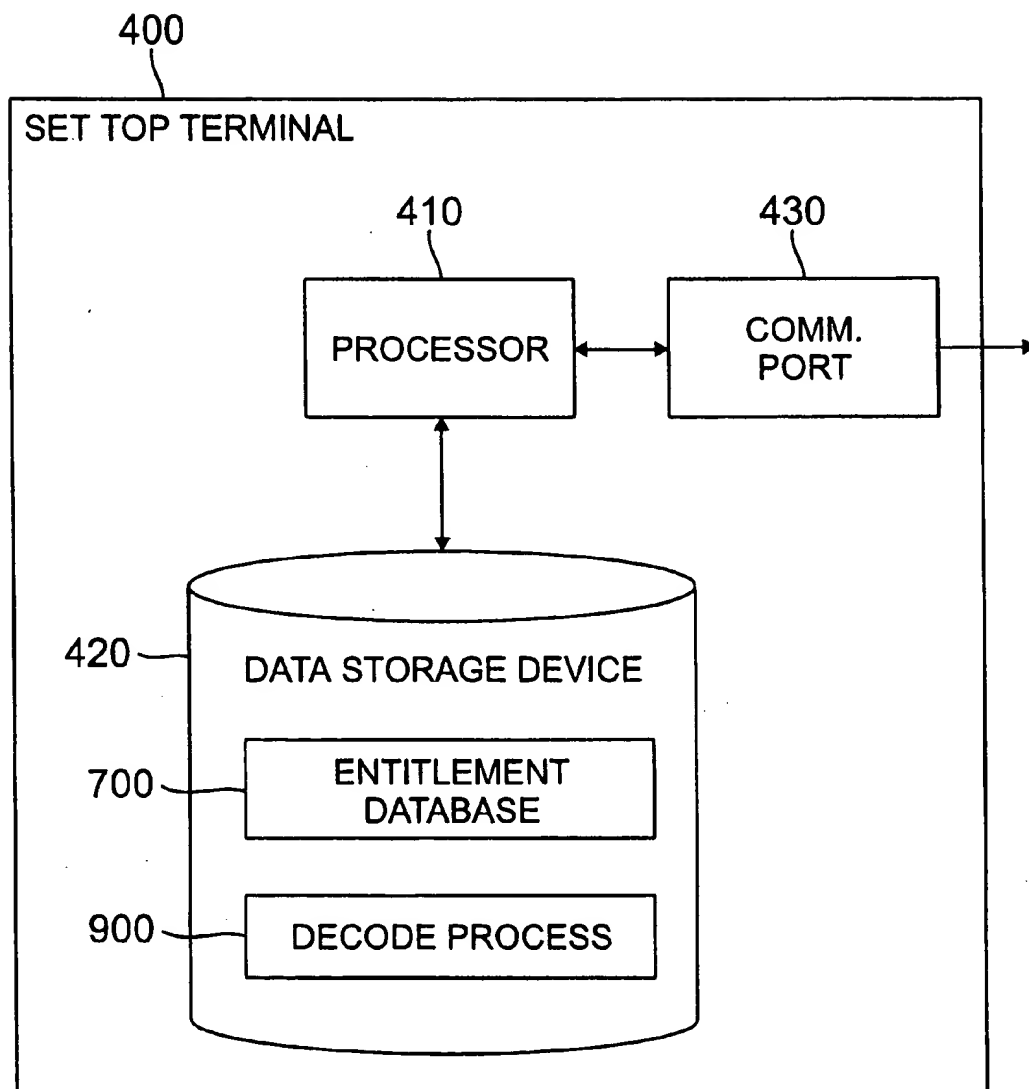 400
SET TOP TERMINAL
410
430
PROCESSOR
COMM.
PORT
420
DATA STORAGE DEVICE
700
ENTITLEMENT
DATABASE
900
DECODE PROCESS